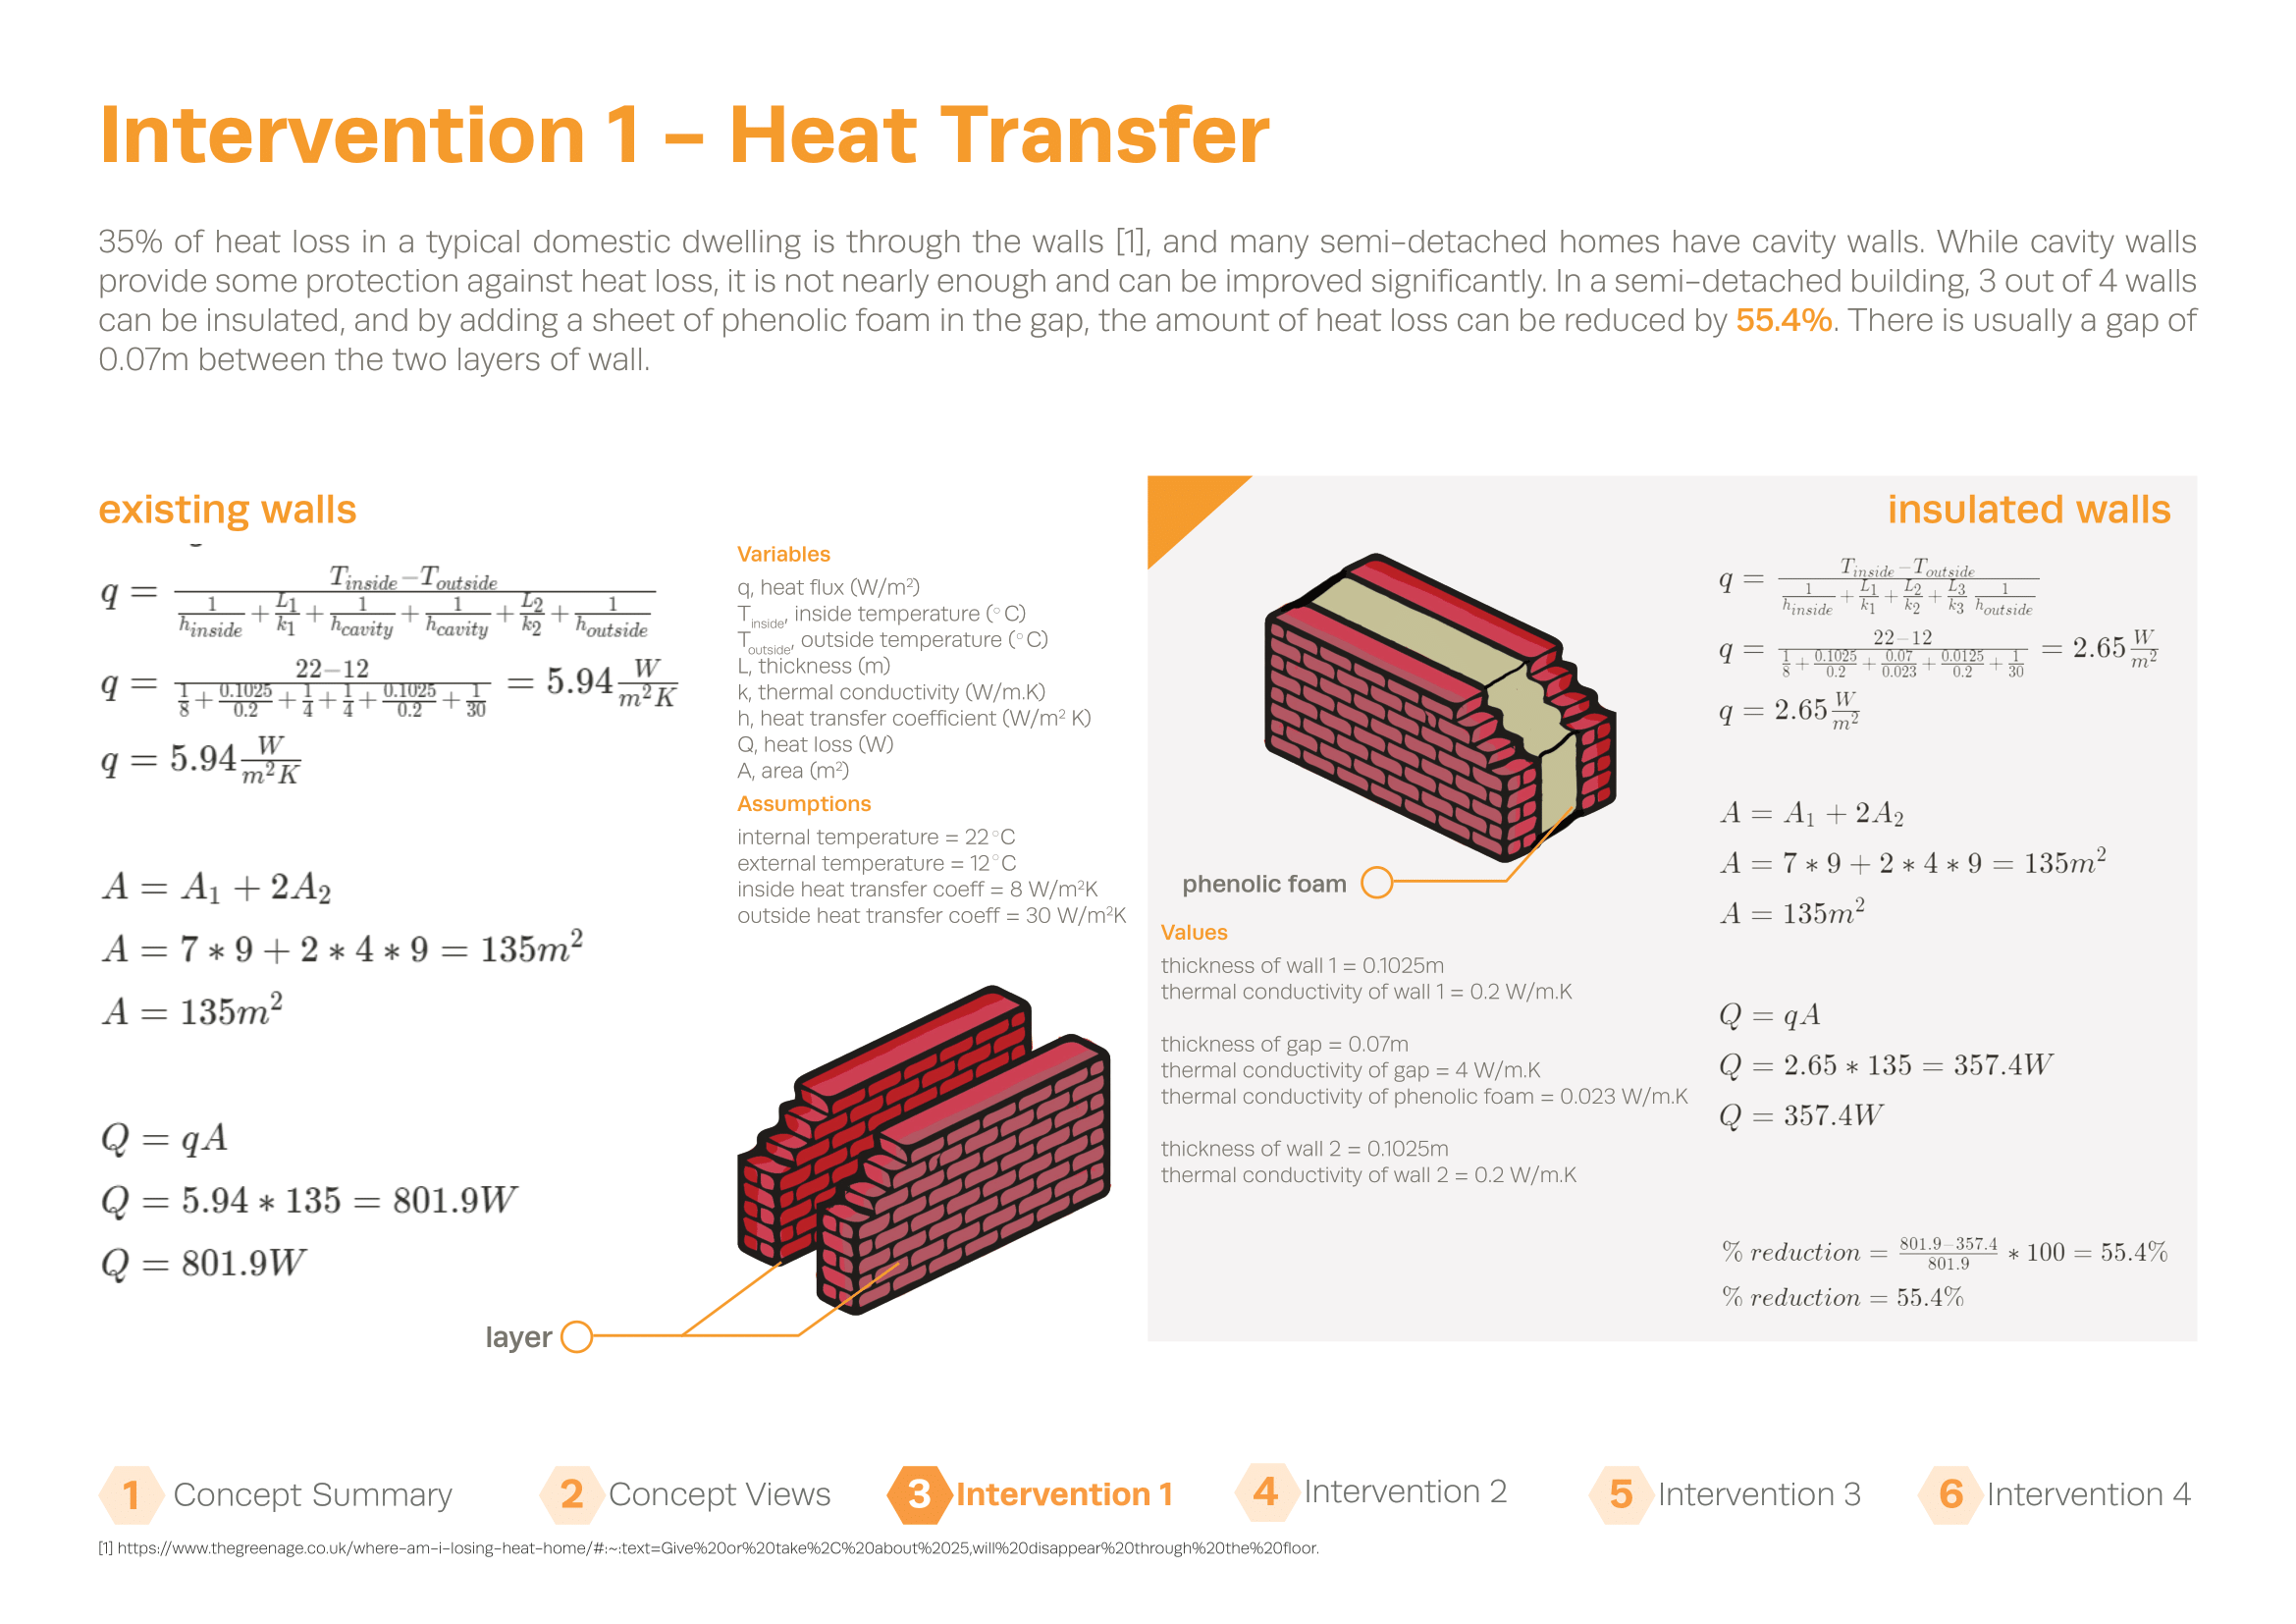 Intervention 1 – Heat Transfer
35% of heat loss in a typical domestic dwelling is through the walls [1], and many semi-detached homes have cavity walls. While cavity walls
provide some protection against heat loss, it is not nearly enough and can be improved significantly. In a semi-detached building, 3 out of 4 walls
can be insulated, and by adding a sheet of phenolic foam in the gap, the amount of heat loss can be reduced by 55.4%. There is usually a gap of
0.07m between the two layers of wall.
existing walls
q = \frac{T_{inside} - T_{outside}}{\frac{1}{h_{inside}} + \frac{L_1}{k_1} + \frac{1}{h_{cavity}} + \frac{1}{h_{cavity}} + \frac{L_2}{k_2} + \frac{1}{h_{outside}}}
q = \frac{22-12}{\frac{1}{8} + \frac{0.1025}{0.2} + \frac{1}{4} + \frac{1}{4} + \frac{0.1025}{0.2} + \frac{1}{30}} = 5.94 \frac{W}{m^2 K}
q = 5.94 \frac{W}{m^2 K}
A = A₁ + 2A₂
A = 7 * 9 + 2 * 4 * 9 = 135m²
A = 135m²
Q = qA
Q = 5.94 * 135 = 801.9W
Q = 801.9W
Variables
q, heat flux (W/m²)
T_{inside}, inside temperature (°C)
T_{outside}, outside temperature (°C)
L, thickness (m)
k, thermal conductivity (W/m.K)
h, heat transfer coefficient (W/m² K)
Q, heat loss (W)
A, area (m²)
Assumptions
internal temperature = 22°C
external temperature = 12°C
inside heat transfer coeff = 8 W/m²K
outside heat transfer coeff = 30 W/m²K
layer
phenolic foam
Values
thickness of wall 1 = 0.1025m
thermal conductivity of wall 1 = 0.2 W/m.K
thickness of gap = 0.07m
thermal conductivity of gap = 4 W/m.K
thermal conductivity of phenolic foam = 0.023 W/m.K
thickness of wall 2 = 0.1025m
thermal conductivity of wall 2 = 0.2 W/m.K
insulated walls
q = \frac{T_{inside} - T_{outside}}{\frac{1}{h_{inside}} + \frac{L_1}{k_1} + \frac{L_2}{k_2} + \frac{L_3}{k_3} \frac{1}{h_{outside}}}
q = \frac{22-12}{\frac{1}{8} + \frac{0.1025}{0.2} + \frac{0.07}{0.023} + \frac{0.0125}{0.2} + \frac{1}{30}} = 2.65 \frac{W}{m^2}
q = 2.65 \frac{W}{m^2}
A = A₁ + 2A₂
A = 7 * 9 + 2 * 4 * 9 = 135m²
A = 135m²
Q = qA
Q = 2.65 * 135 = 357.4W
Q = 357.4W
% reduction = \frac{801.9-357.4}{801.9} * 100 = 55.4%
% reduction = 55.4%
1 Concept Summary
2 Concept Views
3 Intervention 1
4 Intervention 2
5 Intervention 3
6 Intervention 4
[1] https://www.thegreenage.co.uk/where-am-i-losing-heat-home/#:~:text=Give%20or%20take%2C%20about%2025,will%20disappear%20through%20the%20floor.